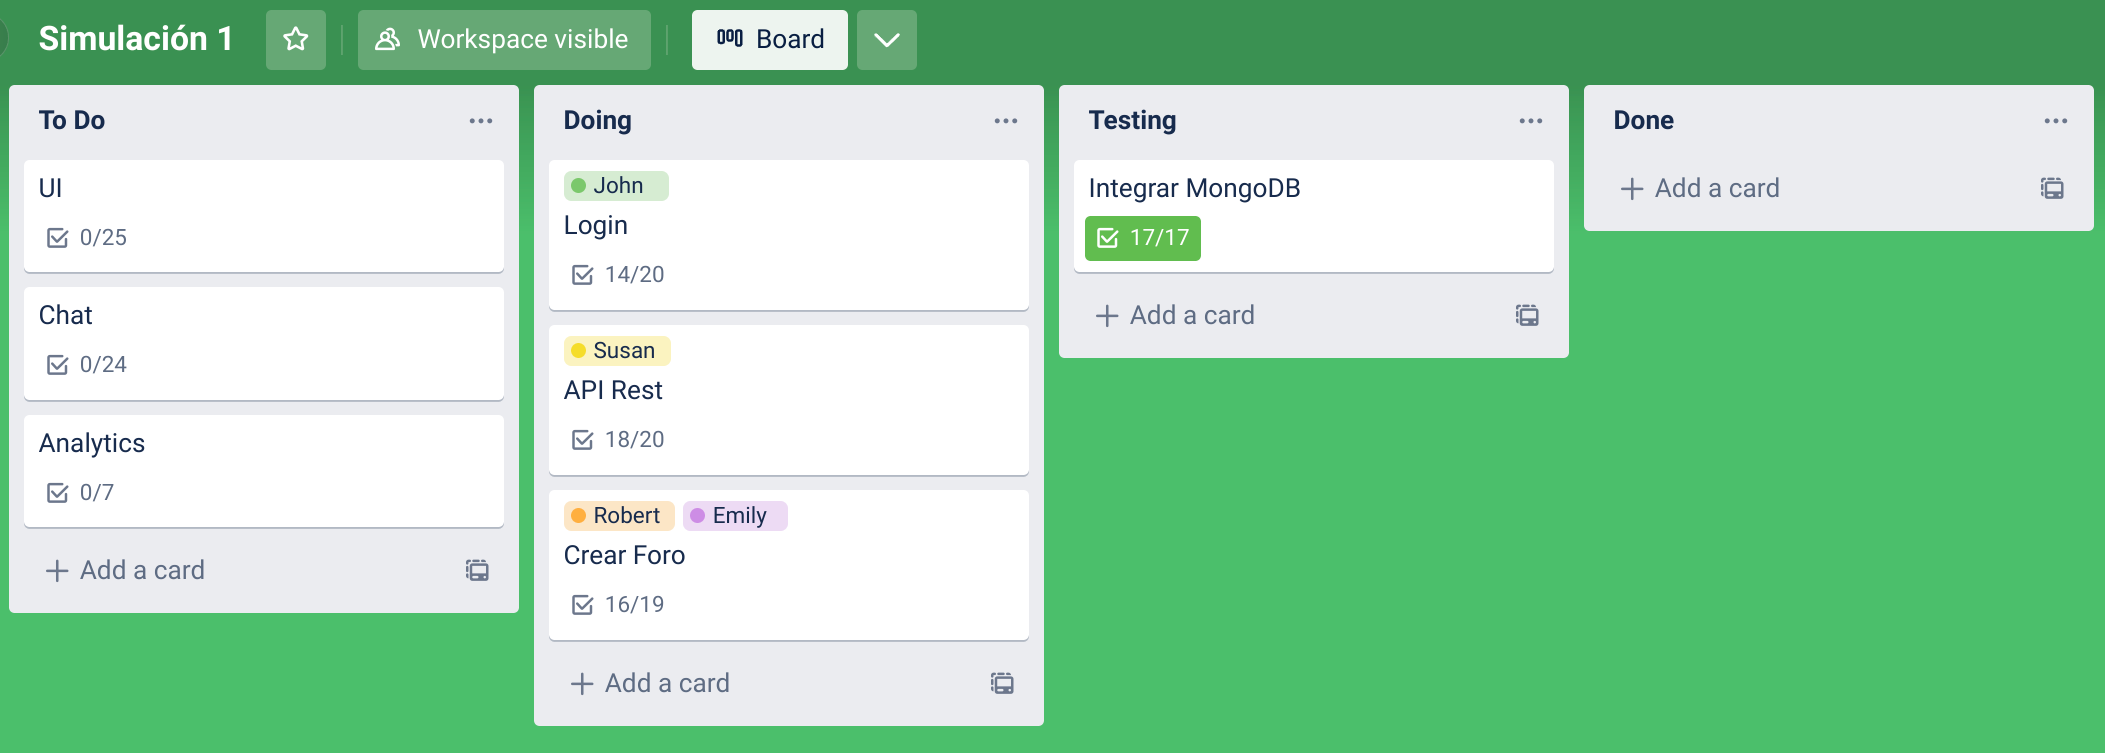 Simulación 1
Workspace visible
Board
To Do
UI
0/25
Chat
0/24
Analytics
0/7
Add a card
Doing
John
Login
14/20
Susan
API Rest
18/20
Robert Emily
Crear Foro
16/19
Add a card
Testing
Integrar MongoDB
17/17
Add a card
Done
Add a card